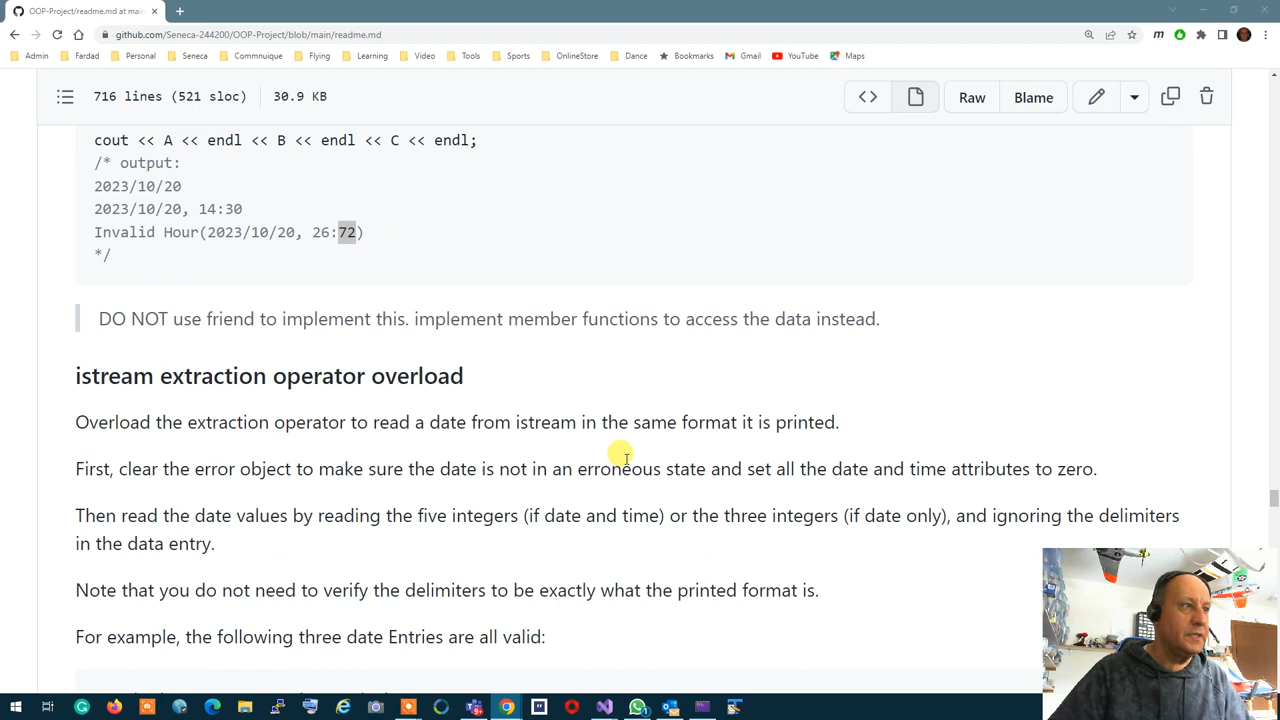 OOP-Project/readme.md at main
github.com/Seneca-244200/OOP-Project/blob/main/readme.md
Admin Fardad Personal Seneca Commnuique Flying Learning Video Tools Sports OnlineStore Dance Bookmarks Gmail YouTube Maps
716 lines (521 sloc) 30.9 KB Raw Blame
cout << A << endl << B << endl << C << endl;
/* output:
2023/10/20
2023/10/20, 14:30
Invalid Hour(2023/10/20, 26:72)
*/
DO NOT use friend to implement this. implement member functions to access the data instead.
istream extraction operator overload
Overload the extraction operator to read a date from istream in the same format it is printed.
First, clear the error object to make sure the date is not in an erroneous state and set all the date and time attributes to zero.
Then read the date values by reading the five integers (if date and time) or the three integers (if date only), and ignoring the delimiters
in the data entry.
Note that you do not need to verify the delimiters to be exactly what the printed format is.
For example, the following three date Entries are all valid: